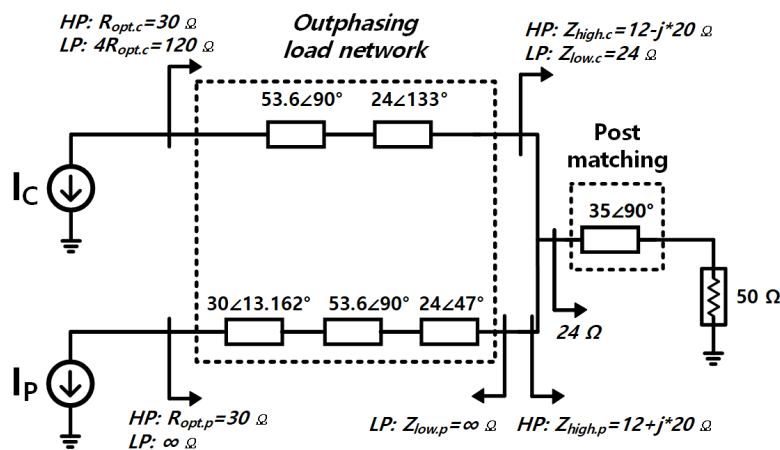 HP: Ropt.c=30 Ω
LP: 4Ropt.c=120 Ω
Outphasing
load network
HP: Zhigh.c=12-j*20 Ω
LP: Zlow.c=24 Ω
53.6∠90°
24∠133°
Post
matching
IC
35∠90°
50 Ω
30∠13.162°
53.6∠90°
24∠47°
24 Ω
IP
HP: Ropt.p=30 Ω
LP: ∞ Ω
LP: Zlow.p=∞ Ω
HP: Zhigh.p=12+j*20 Ω